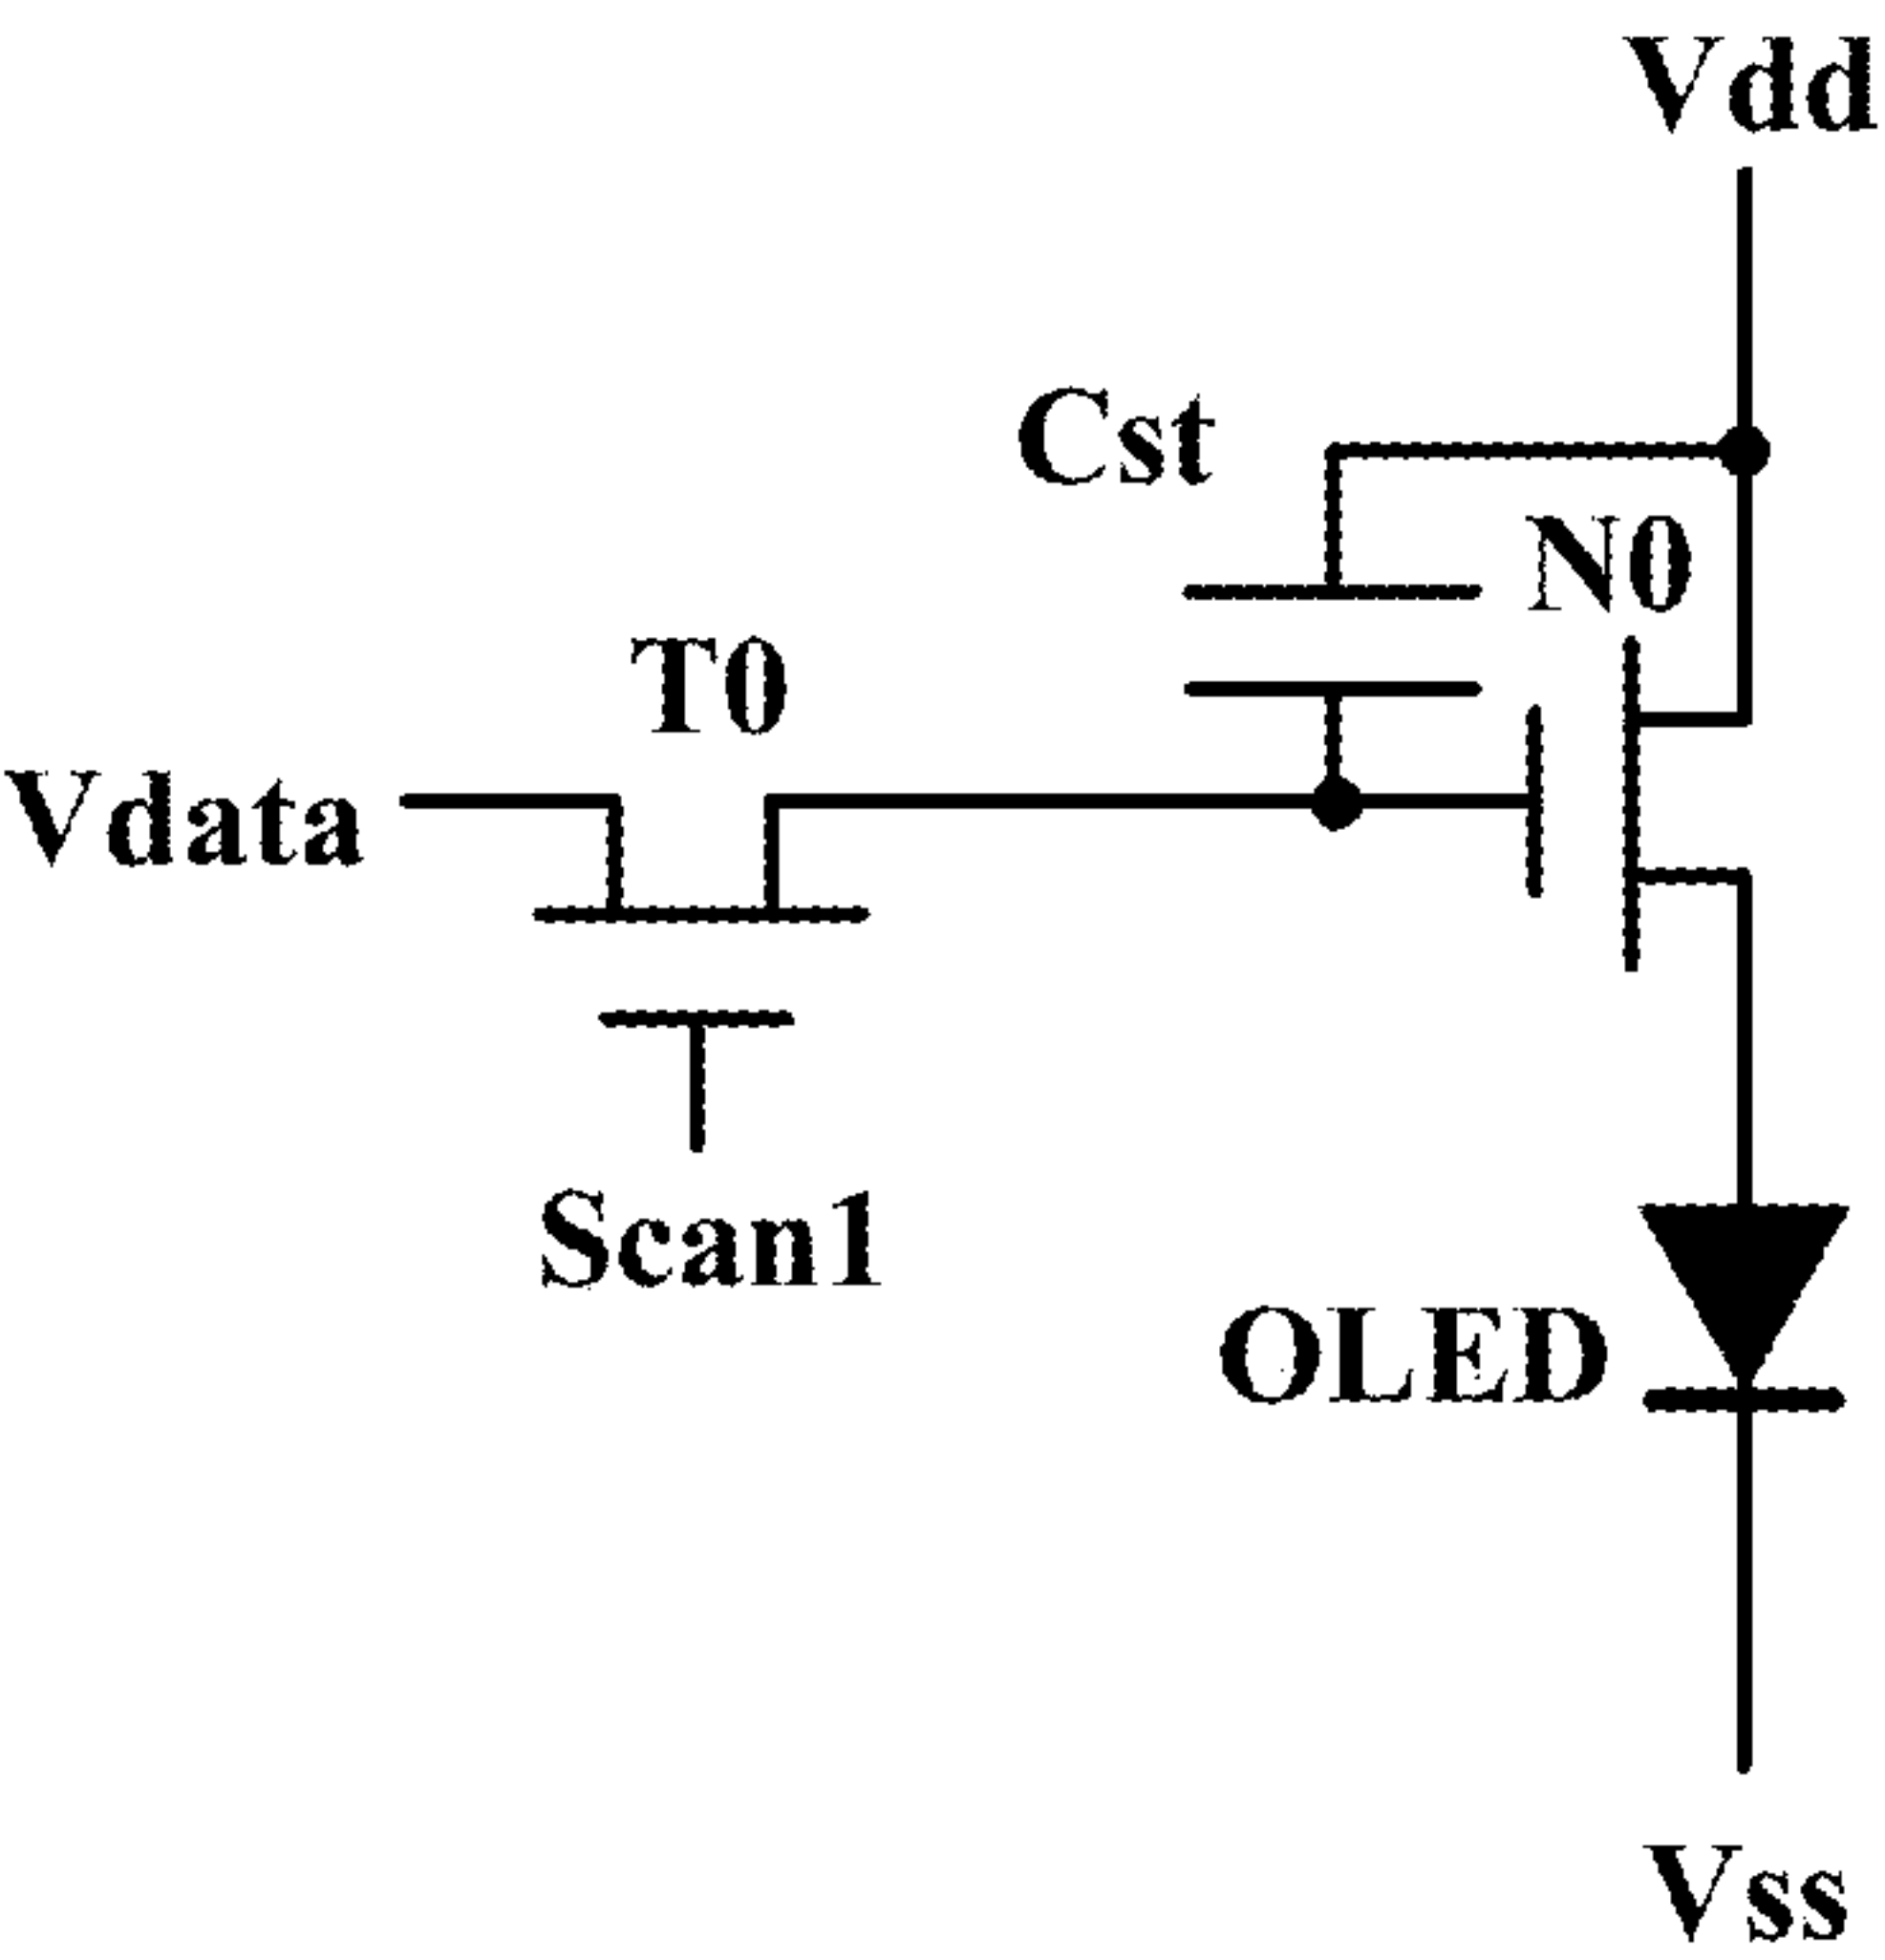 Vdd
Cst
N0
T0
Vdata
Scan1
OLED
Vss